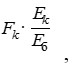 F_k · E_k / E_б ,